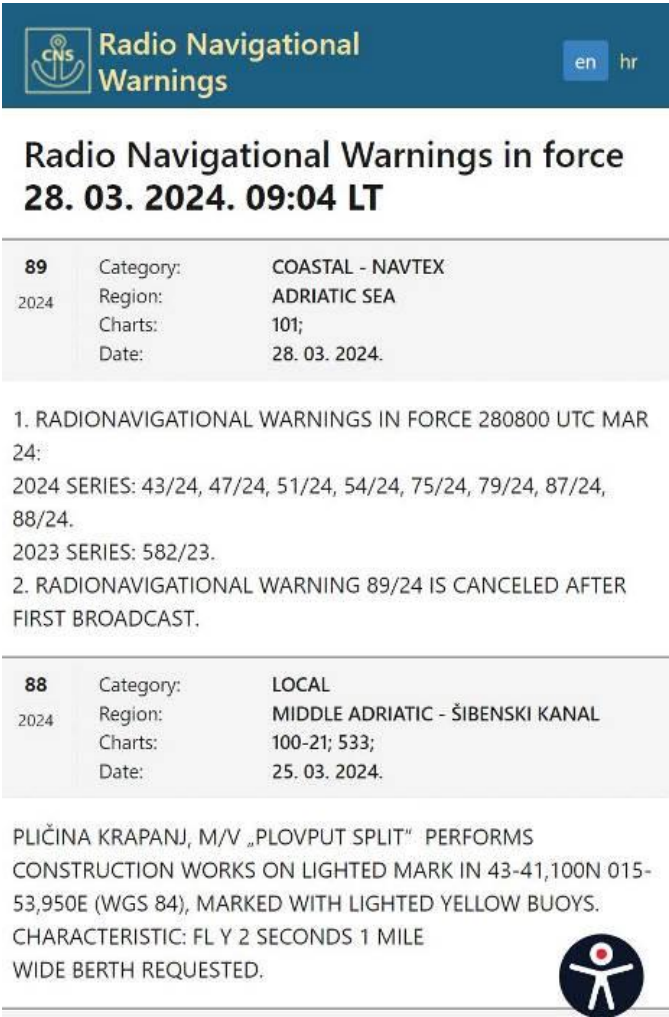 CNS
Radio Navigational
Warnings
en hr
Radio Navigational Warnings in force
28. 03. 2024. 09:04 LT
89
2024
Category: COASTAL - NAVTEX
Region: ADRIATIC SEA
Charts: 101;
Date: 28. 03. 2024.
1. RADIONAVIGATIONAL WARNINGS IN FORCE 280800 UTC MAR
24:
2024 SERIES: 43/24, 47/24, 51/24, 54/24, 75/24, 79/24, 87/24,
88/24.
2023 SERIES: 582/23.
2. RADIONAVIGATIONAL WARNING 89/24 IS CANCELED AFTER
FIRST BROADCAST.
88
2024
Category: LOCAL
Region: MIDDLE ADRIATIC - ŠIBENSKI KANAL
Charts: 100-21; 533;
Date: 25. 03. 2024.
PLIČINA KRAPANJ, M/V „PLOVPUT SPLIT“ PERFORMS
CONSTRUCTION WORKS ON LIGHTED MARK IN 43-41,100N 015-
53,950E (WGS 84), MARKED WITH LIGHTED YELLOW BUOYS.
CHARACTERISTIC: FL Y 2 SECONDS 1 MILE
WIDE BERTH REQUESTED.